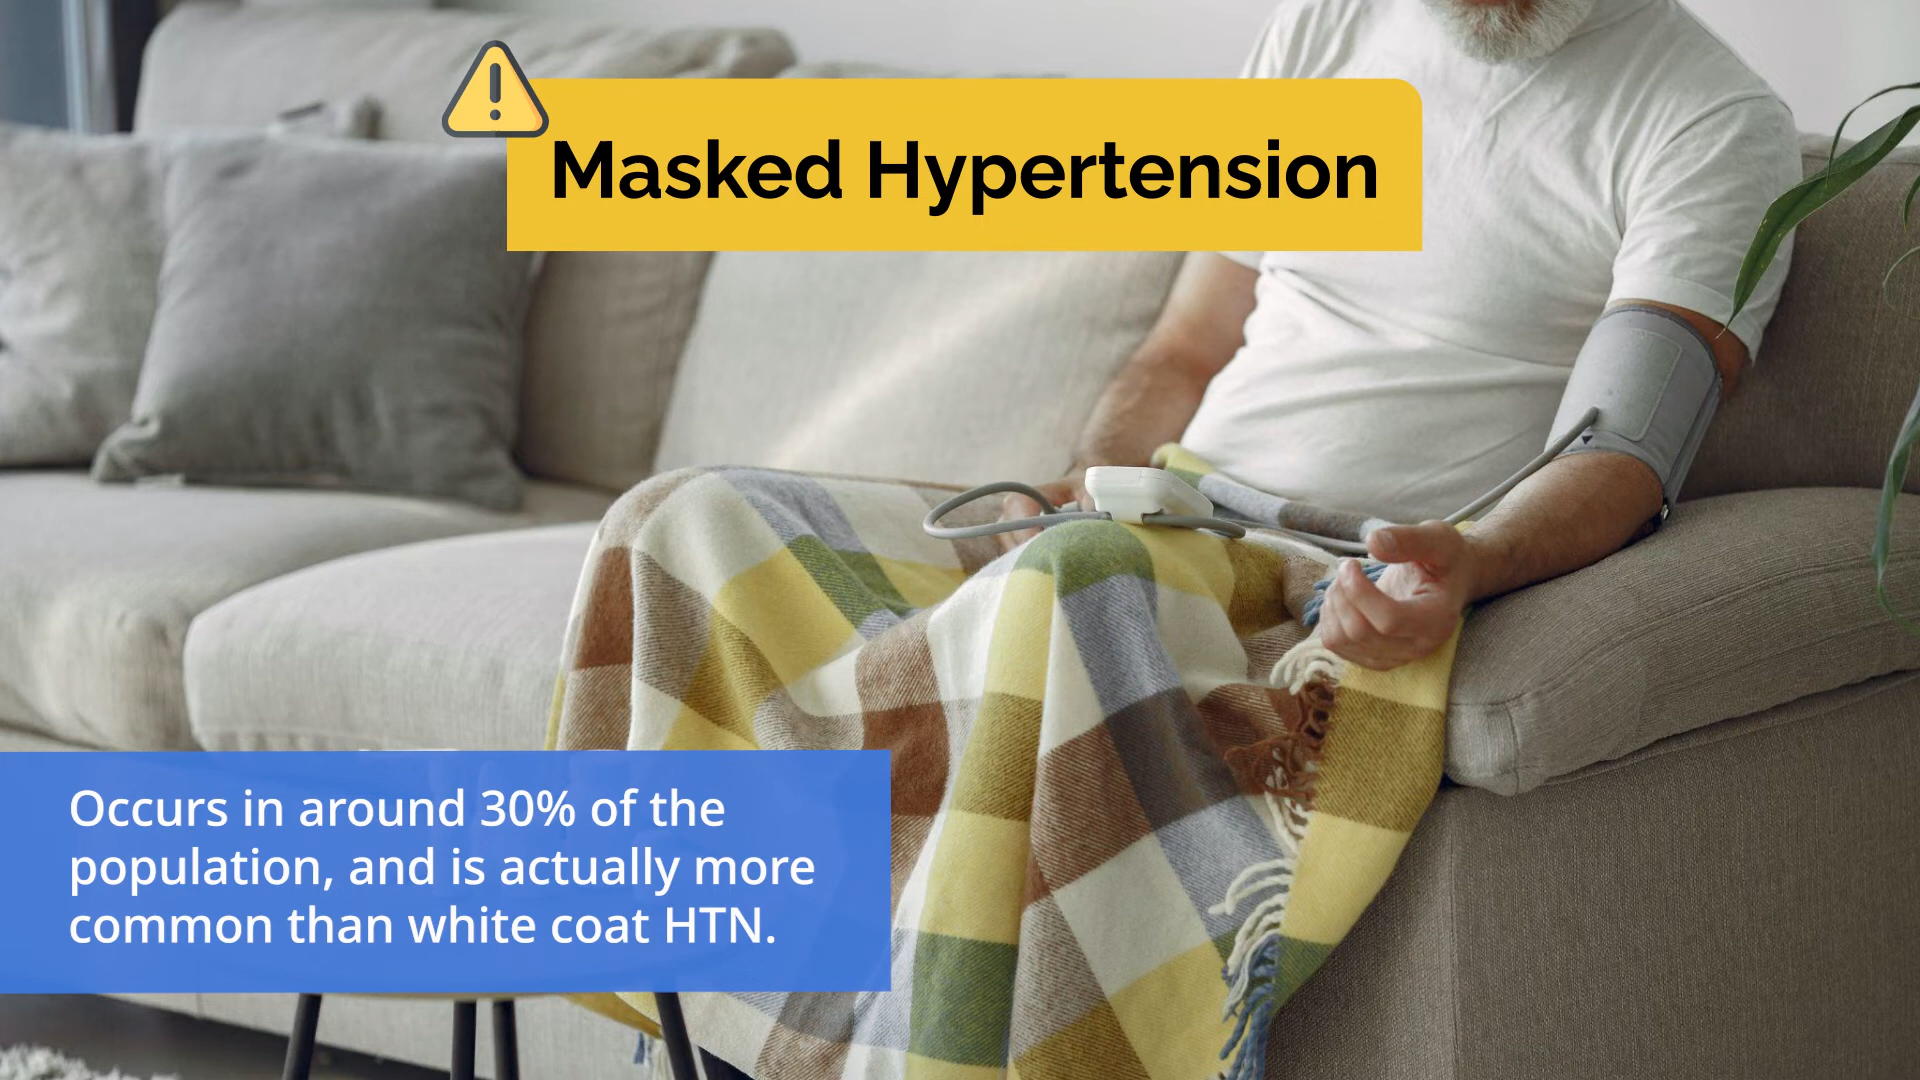 Masked Hypertension
Occurs in around 30% of the
population, and is actually more
common than white coat HTN.